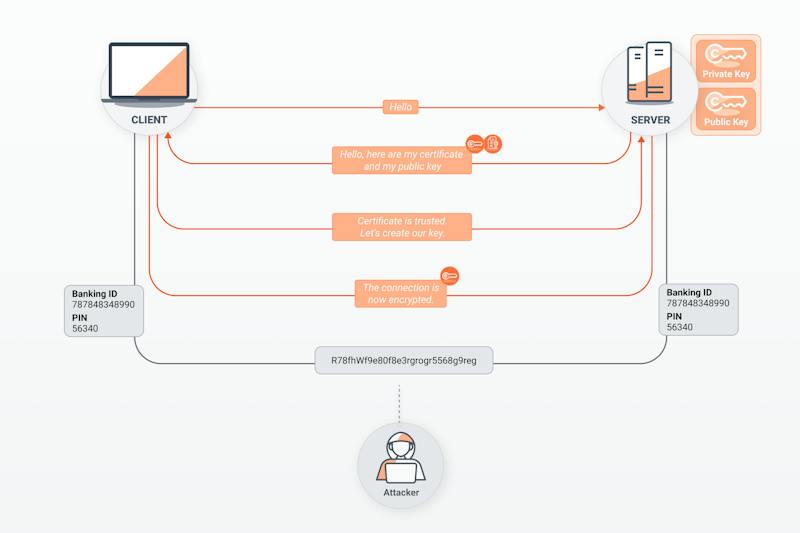 Private Key
Public Key
CLIENT
SERVER
Hello
Hello, here are my certificate
and my public key
Certificate is trusted.
Let's create our key.
The connection is
now encrypted.
Banking ID
787848348990
PIN
56340
Banking ID
787848348990
PIN
56340
R78fhWf9e80f8e3rgrogr5568g9reg
Attacker